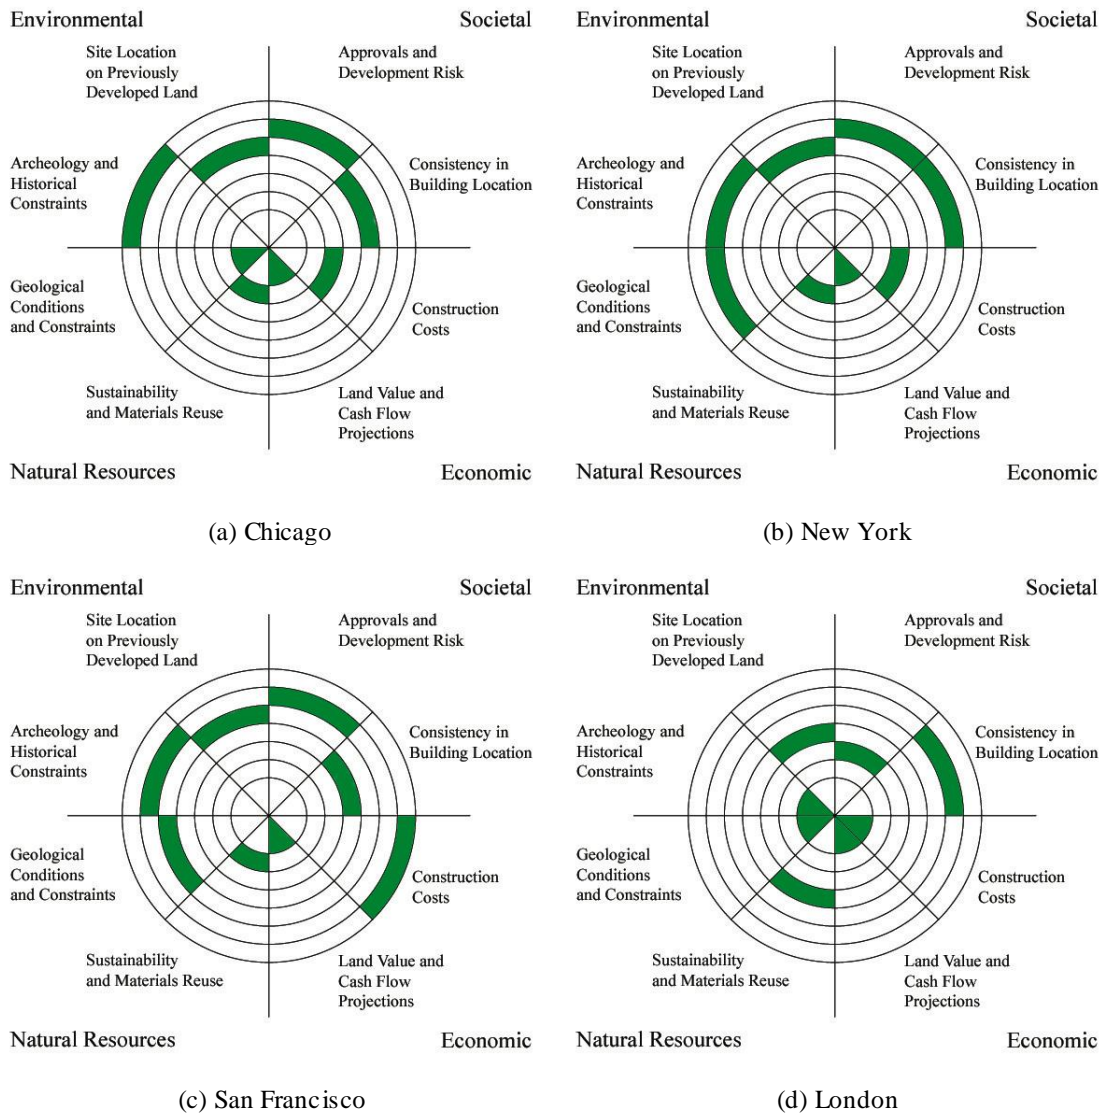 Environmental
Societal
Site Location
on Previously
Developed Land
Approvals and
Development Risk
Archeology and
Historical
Constraints
Consistency in
Building Location
Geological
Conditions
and Constraints
Construction
Costs
Sustainability
and Materials Reuse
Land Value and
Cash Flow
Projections
Natural Resources
Economic
(a) Chicago
Environmental
Societal
Site Location
on Previously
Developed Land
Approvals and
Development Risk
Archeology and
Historical
Constraints
Consistency in
Building Location
Geological
Conditions
and Constraints
Construction
Costs
Sustainability
and Materials Reuse
Land Value and
Cash Flow
Projections
Natural Resources
Economic
(b) New York
Environmental
Societal
Site Location
on Previously
Developed Land
Approvals and
Development Risk
Archeology and
Historical
Constraints
Consistency in
Building Location
Geological
Conditions
and Constraints
Construction
Costs
Sustainability
and Materials Reuse
Land Value and
Cash Flow
Projections
Natural Resources
Economic
(c) San Francisco
Environmental
Societal
Site Location
on Previously
Developed Land
Approvals and
Development Risk
Archeology and
Historical
Constraints
Consistency in
Building Location
Geological
Conditions
and Constraints
Construction
Costs
Sustainability
and Materials Reuse
Land Value and
Cash Flow
Projections
Natural Resources
Economic
(d) London